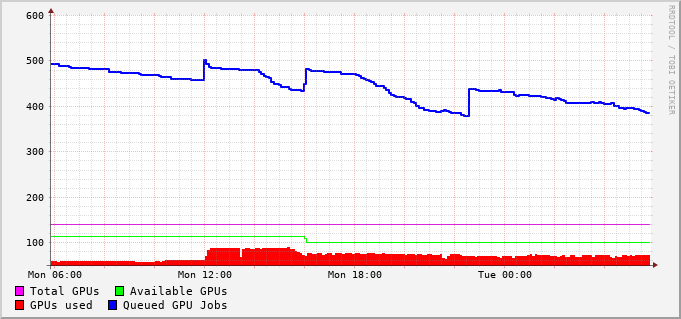 600
500
400
300
200
100
Mon 06:00 Mon 12:00 Mon 18:00 Tue 00:00
Total GPUs Available GPUs
GPUs used Queued GPU Jobs
RRDTOOL / TOBI OETIKER